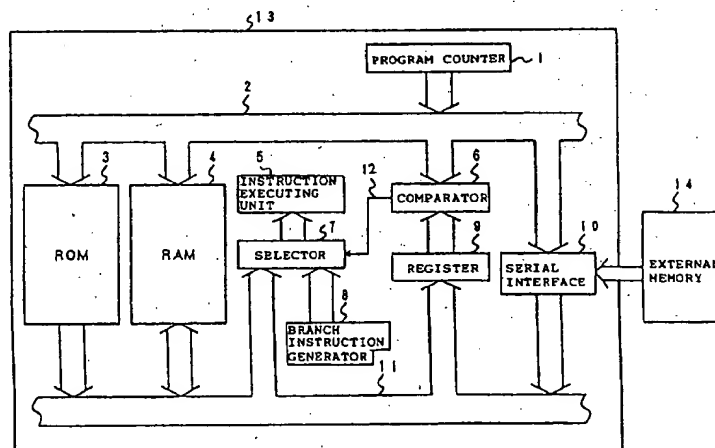 13
PROGRAM COUNTER
1
2
3
4
5
INSTRUCTION
EXECUTING
UNIT
12
6
COMPARATOR
14
7
10
ROM
RAM
SELECTOR
9
REGISTER
SERIAL
INTERFACE
EXTERNAL
MEMORY
8
BRANCH
INSTRUCTION
GENERATOR
11